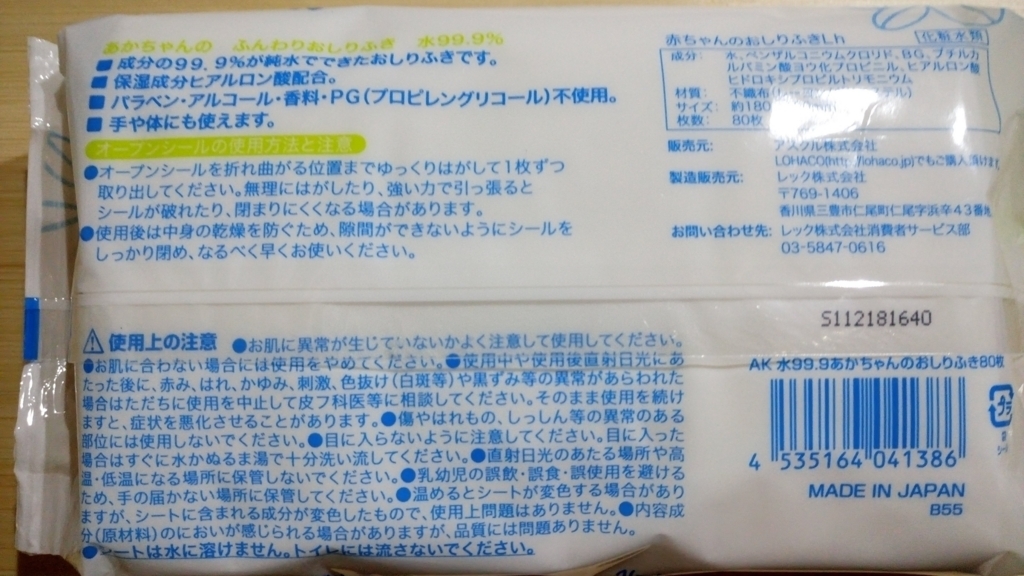 あかちゃんの ふんわりおしりふき 水99.9%
■成分の99.9%が純水でできたおしりふきです。
■保湿成分ヒアルロン酸配合。
■パラベン・アルコール・香料・PG(プロピレングリコール)不使用。
■手や体にも使えます。
オープンシールの使用方法と注意
●オープンシールを折れ曲がる位置までゆっくりはがして1枚ずつ
取り出してください。無理にはがしたり、強い力で引っ張ると
シールが破れたり、閉まりにくくなる場合があります。
●使用後は中身の乾燥を防ぐため、隙間ができないようにシールを
しっかり閉め、なるべく早くお使いください。
赤ちゃんのおしりふきLh 化粧水類
成分: 水、ベンザルコニウムクロリド、BG、ブチルカ
ルバミン酸ヨウ化プロピニル、ヒアルロン酸
ヒドロキシプロピルトリモニウム
材質: 不織布
サイズ: 約180
枚数: 80枚
販売元: アスクル株式会社
LOHACO(http://lohaco.jp)でもご購入頂けます
製造販売元: レック株式会社
〒769-1406
香川県三豊市仁尾町仁尾字浜辛43番地
お問い合わせ先: レック株式会社消費者サービス部
03-5847-0616
S112181640
⚠使用上の注意 ●お肌に異常が生じていないかよく注意して使用してください。
●お肌に合わない場合には使用をやめてください。●使用中や使用後直射日光にあ
たった後に、赤み、はれ、かゆみ、刺激、色抜け(白斑等)や黒ずみ等の異常があらわれた
場合はただちに使用を中止して皮フ科医等に相談してください。そのまま使用を続け
ますと、症状を悪化させることがあります。●傷やはれもの、しっしん等の異常のある
部位には使用しないでください。●目に入らないように注意してください。目に入った
場合はすぐに水かぬるま湯で十分洗い流してください。●直射日光のあたる場所や高
温・低温になる場所に保管しないでください。●乳幼児の誤飲・誤食・誤使用を避ける
ため、手の届かない場所に保管してください。●温めるとシートが変色する場合があり
ますが、シートに含まれる成分が変色したもので、使用上問題はありません。●内容成
分(原材料)のにおいが感じられる場合がありますが、品質には問題ありません。
●シートは水に溶けません。トイレには流さないでください。
AK 水99.9あかちゃんのおしりふき80枚
4 535164 041386
プラ
MADE IN JAPAN
B55